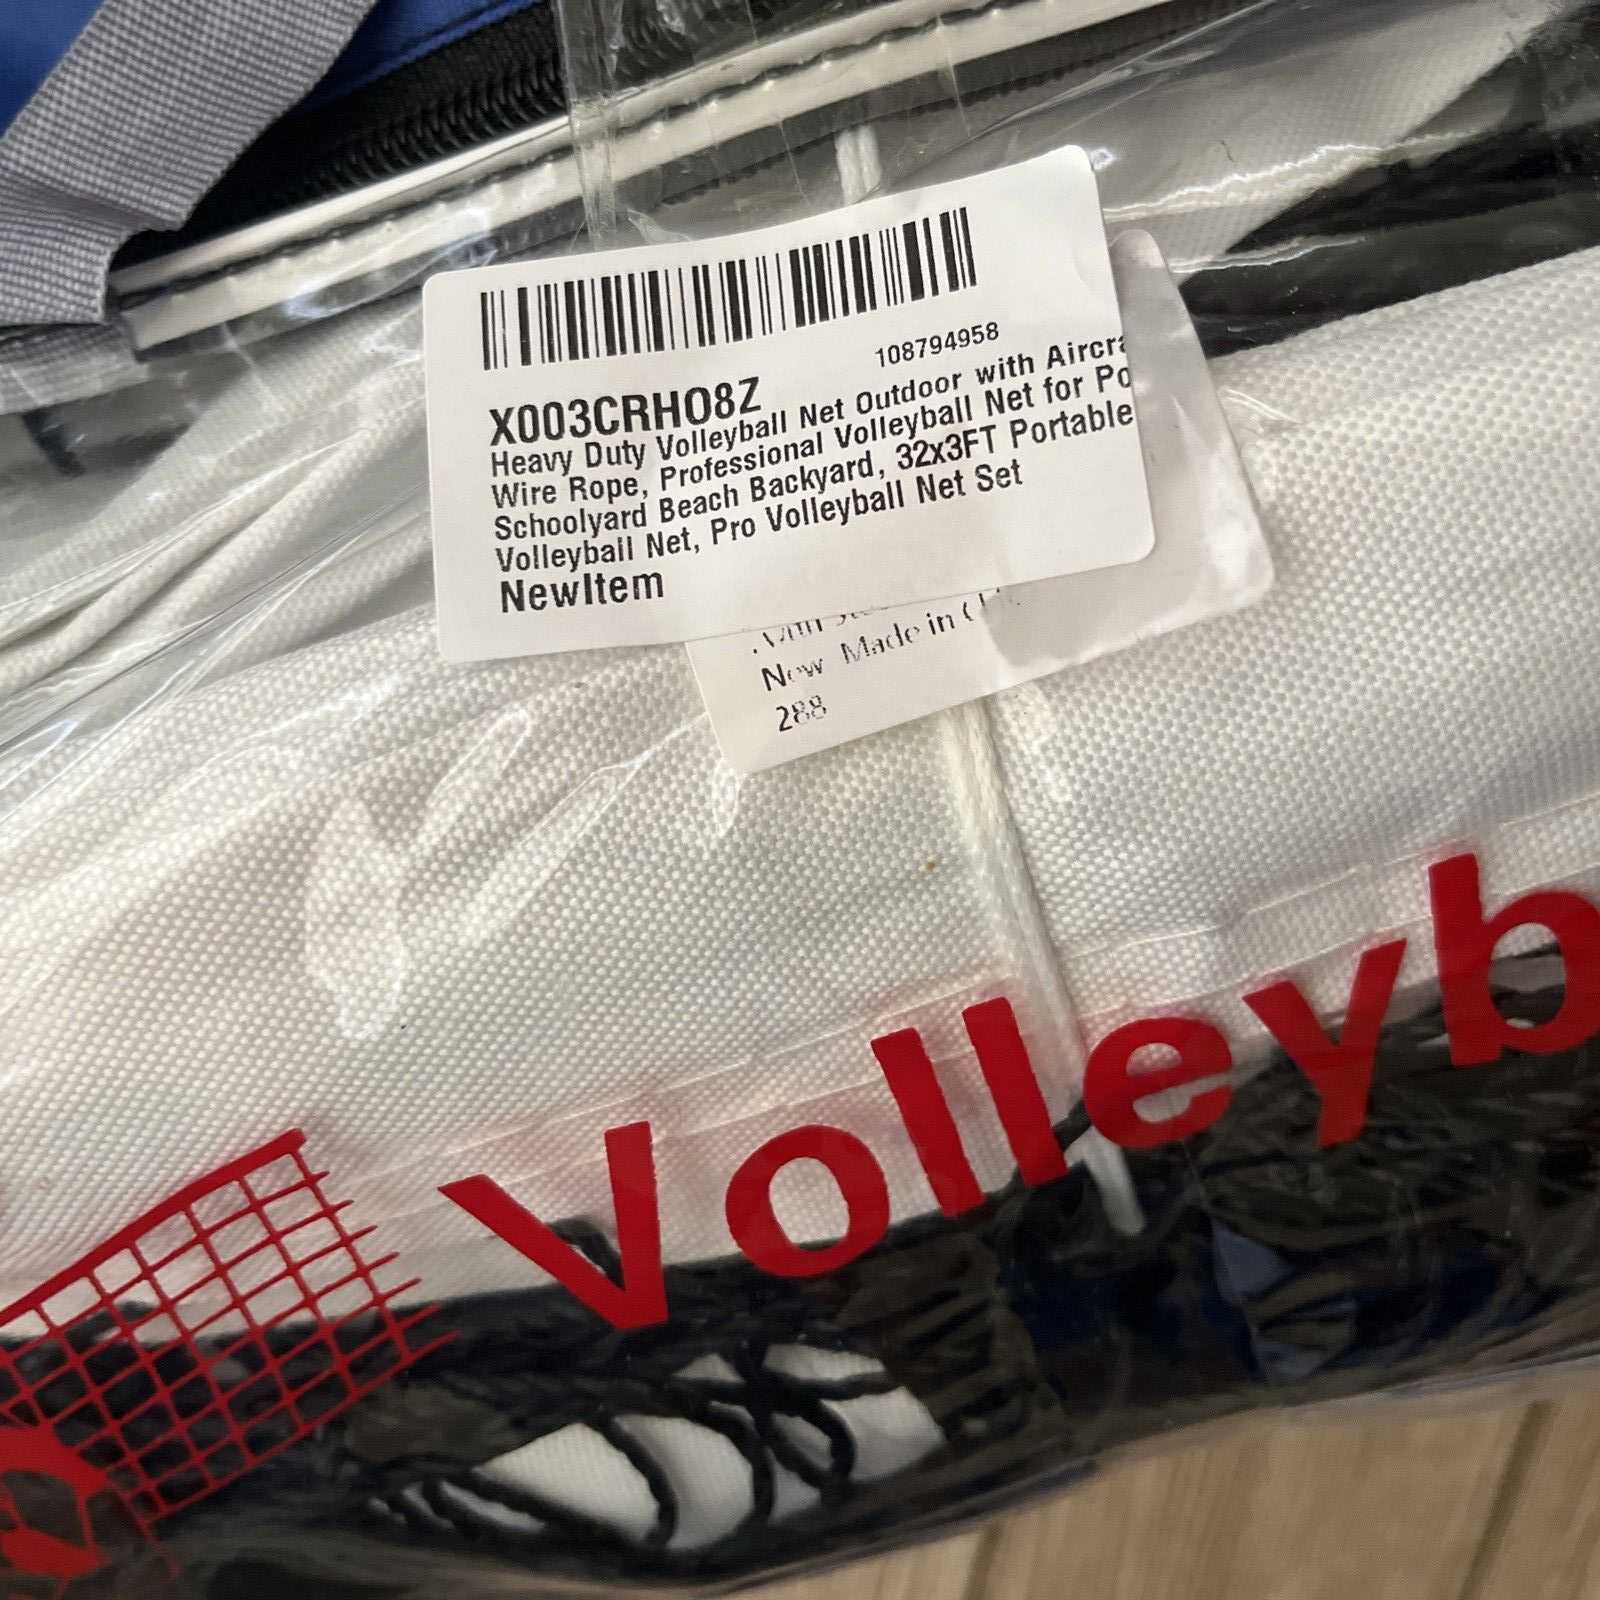 108794958
X003CRHO8Z
Heavy Duty Volleyball Net Outdoor with Aircra
Wire Rope, Professional Volleyball Net for Po
Schoolyard Beach Backyard, 32x3FT Portable
Volleyball Net, Pro Volleyball Net Set
NewItem
New Made in
288
Volleyb